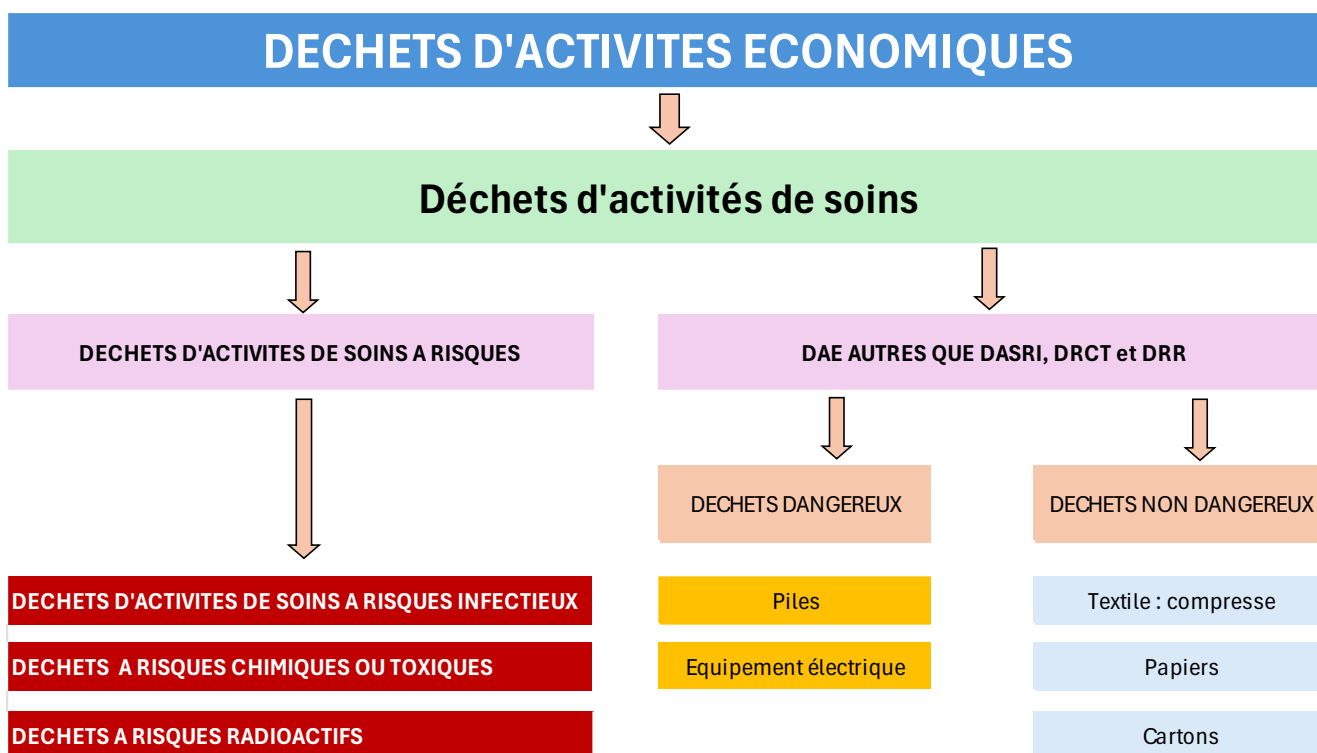 DECHETS D'ACTIVITES ECONOMIQUES
Déchets d'activités de soins
DECHETS D'ACTIVITES DE SOINS A RISQUES
DAE AUTRES QUE DASRI, DRCT et DRR
DECHETS DANGEREUX
DECHETS NON DANGEREUX
DECHETS D'ACTIVITES DE SOINS A RISQUES INFECTIEUX
Piles
Textile : compresse
DECHETS A RISQUES CHIMIQUES OU TOXIQUES
Equipement électrique
Papiers
DECHETS A RISQUES RADIOACTIFS
Cartons